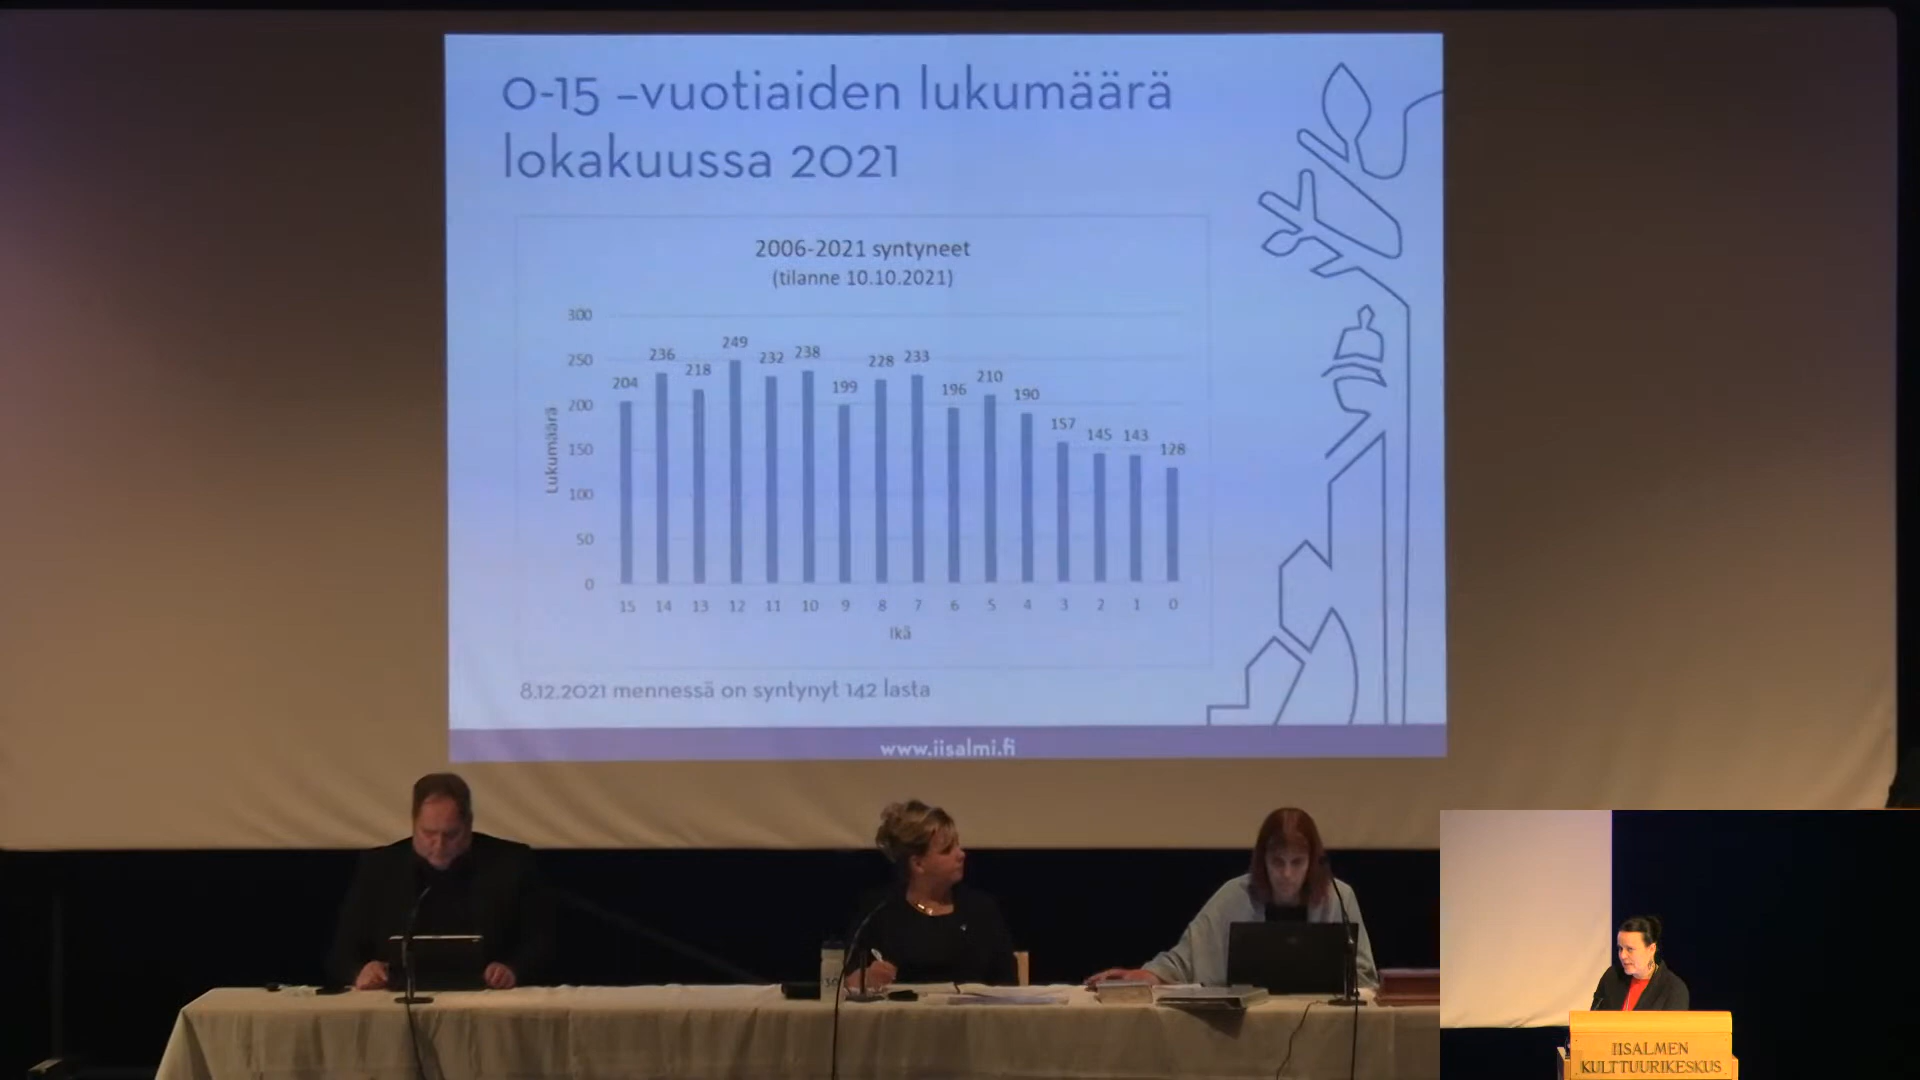 0-15 –vuotiaiden lukumäärä
lokakuussa 2021
2006-2021 syntyneet
(tilanne 10.10.2021)
Lukumäärä
300
250
200
150
100
50
0
204 236 218 249 232 238 199 228 233 196 210 190 157 145 143 128
15 14 13 12 11 10 9 8 7 6 5 4 3 2 1 0
Ikä
8.12.2021 mennessä on syntynyt 142 lasta
www.iisalmi.fi
IISALMEN
KULTTUURIKESKUS